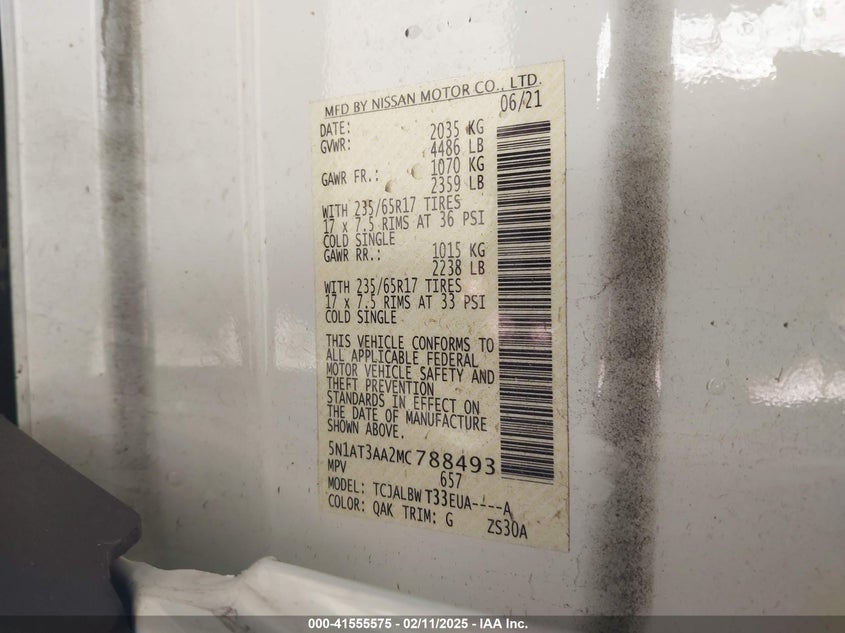 MFD BY NISSAN MOTOR CO., LTD.
DATE: 06/21
GVWR: 2035 KG
4486 LB
GAWR FR.: 1070 KG
2359 LB
WITH 235/65R17 TIRES
17 x 7.5 RIMS AT 36 PSI
COLD SINGLE
GAWR RR.: 1015 KG
2238 LB
WITH 235/65R17 TIRES
17 x 7.5 RIMS AT 33 PSI
COLD SINGLE
THIS VEHICLE CONFORMS TO
ALL APPLICABLE FEDERAL
MOTOR VEHICLE SAFETY AND
THEFT PREVENTION
STANDARDS IN EFFECT ON
THE DATE OF MANUFACTURE
SHOWN ABOVE.
5N1AT3AA2MC788493
MPV 657
MODEL: TCJALBW T33EUA----A
COLOR: QAK TRIM: G ZS30A
000-41555575 - 02/11/2025 - IAA Inc.